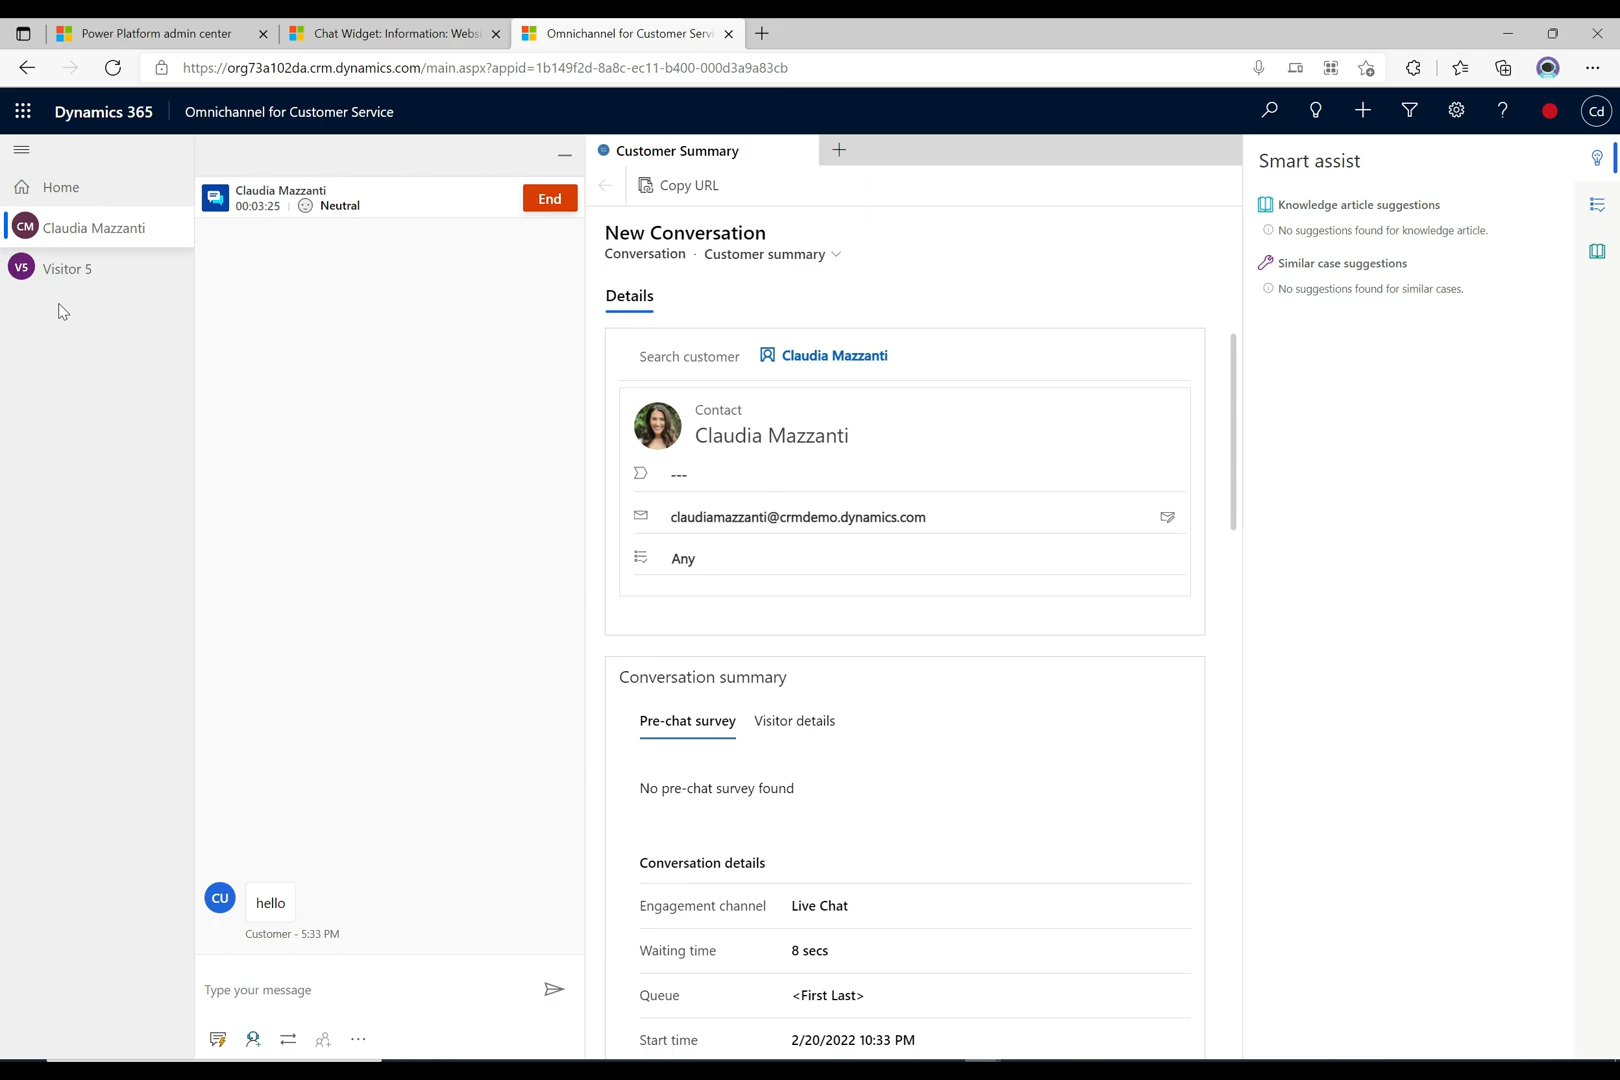 Power Platform admin center
Chat Widget: Information: Websi
Omnichannel for Customer Servi
https://org73a102da.crm.dynamics.com/main.aspx?appid=1b149f2d-8a8c-ec11-b400-000d3a9a83cb
Dynamics 365
Omnichannel for Customer Service
Cd
Home
CM Claudia Mazzanti
V5 Visitor 5
Claudia Mazzanti
00:03:25
Neutral
End
CU
hello
Customer - 5:33 PM
Type your message
Customer Summary
Copy URL
New Conversation
Conversation · Customer summary
Details
Search customer
Claudia Mazzanti
Contact
Claudia Mazzanti
---
claudiamazzanti@crmdemo.dynamics.com
Any
Conversation summary
Pre-chat survey
Visitor details
No pre-chat survey found
Conversation details
Engagement channel Live Chat
Waiting time 8 secs
Queue <First Last>
Start time 2/20/2022 10:33 PM
Smart assist
Knowledge article suggestions
No suggestions found for knowledge article.
Similar case suggestions
No suggestions found for similar cases.